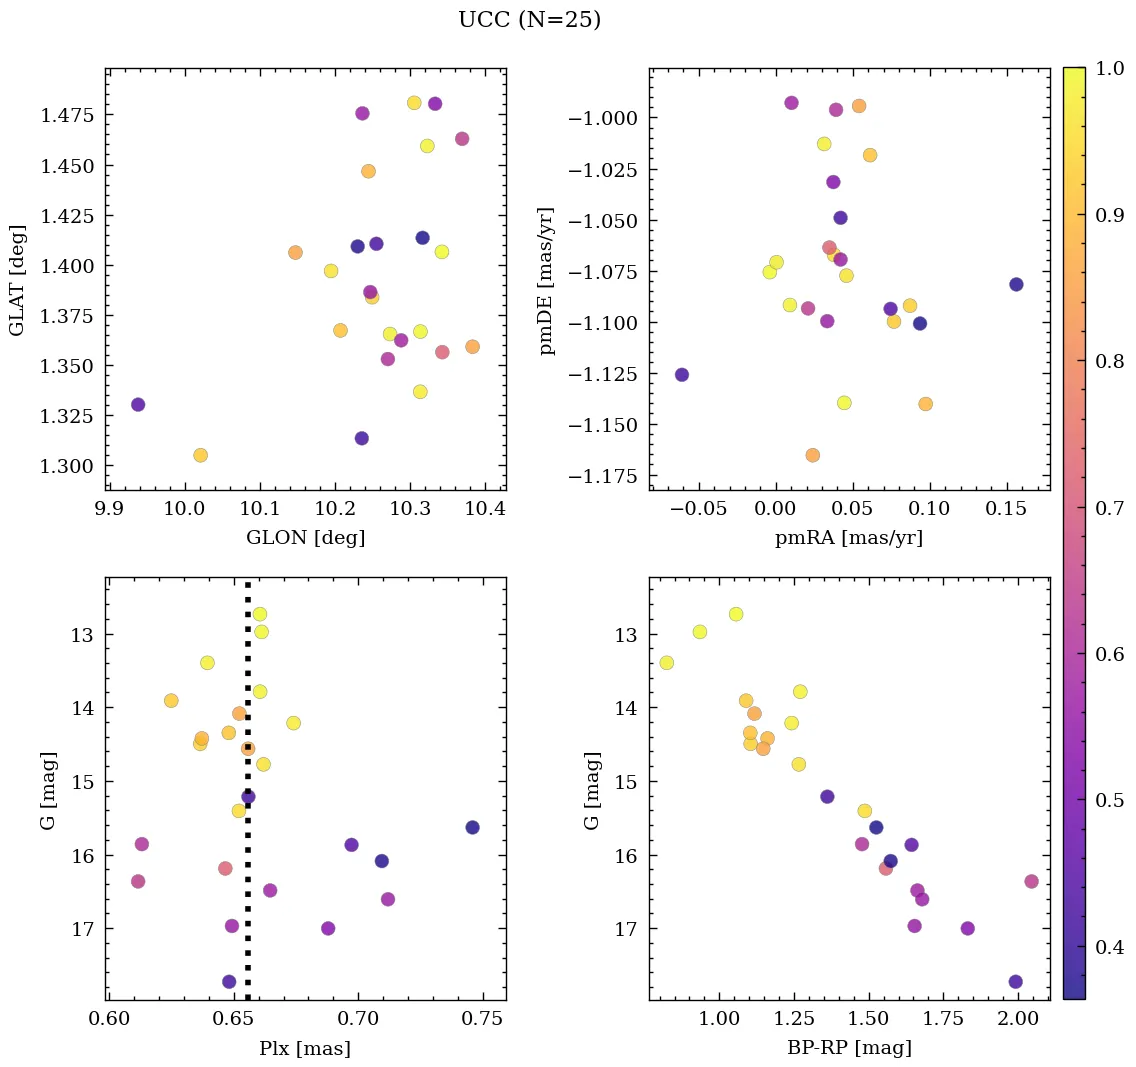 UCC (N=25)
1.475
1.450
1.425
1.400
1.375
1.350
1.325
1.300
GLAT [deg]
9.9 10.0 10.1 10.2 10.3 10.4
GLON [deg]
−1.000
−1.025
−1.050
−1.075
−1.100
−1.125
−1.150
−1.175
pmDE [mas/yr]
−0.05 0.00 0.05 0.10 0.15
pmRA [mas/yr]
13
14
15
16
17
G [mag]
0.60 0.65 0.70 0.75
Plx [mas]
13
14
15
16
17
G [mag]
1.00 1.25 1.50 1.75 2.00
BP-RP [mag]
1.0
0.9
0.8
0.7
0.6
0.5
0.4